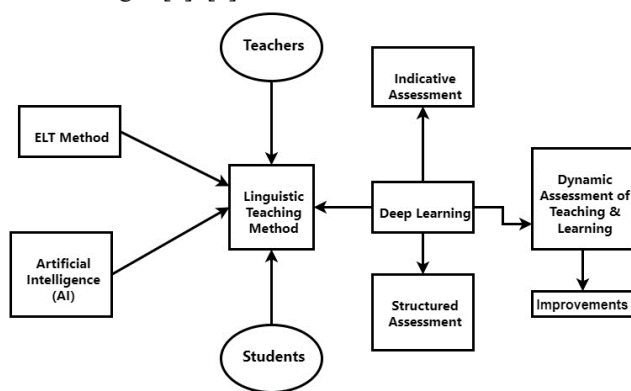 Teachers
Indicative
Assessment
ELT Method
Linguistic
Teaching
Method
Deep Learning
Dynamic
Assessment of
Teaching &
Learning
Artificial
Intelligence
(AI)
Structured
Assessment
Improvements
Students